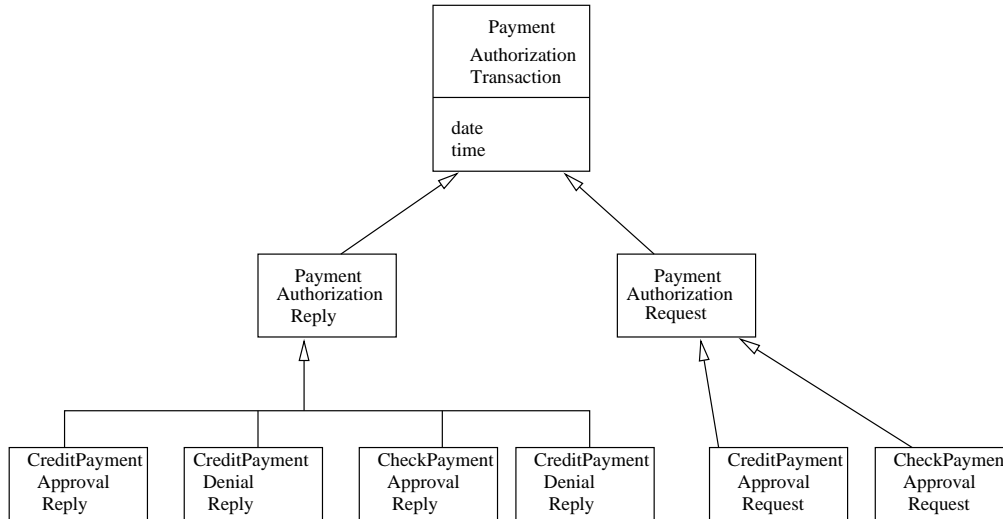 Payment
Authorization
Transaction
date
time
Payment
Authorization
Reply
Payment
Authorization
Request
CreditPayment
Approval
Reply
CreditPayment
Denial
Reply
CheckPayment
Approval
Reply
CreditPayment
Denial
Reply
CreditPayment
Approval
Request
CheckPayment
Approval
Request